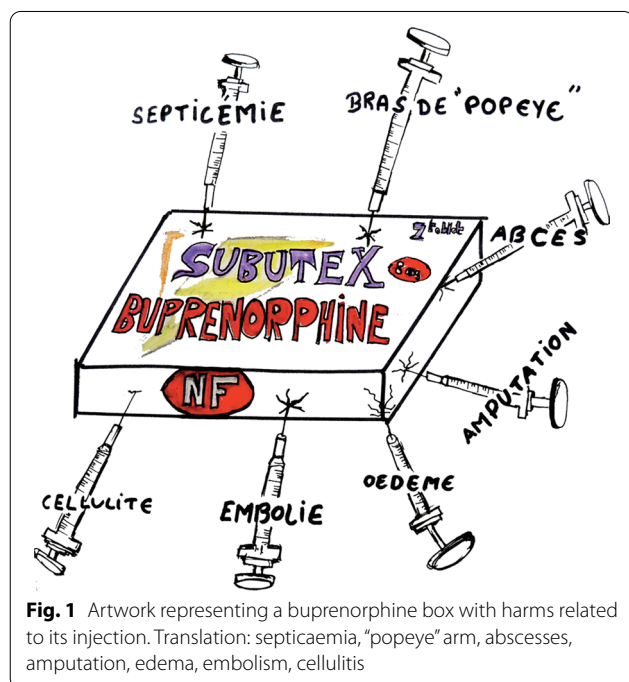 SEPTICÉMIE
BRAS DE "POPEYE"
ABCES
SUBUTEX
8mg
BUPRENORPHINE
NF
AMPUTATION
OEDEME
EMBOLIE
CELLULITE
Fig. 1 Artwork representing a buprenorphine box with harms related
to its injection. Translation: septicaemia, "popeye" arm, abscesses,
amputation, edema, embolism, cellulitis